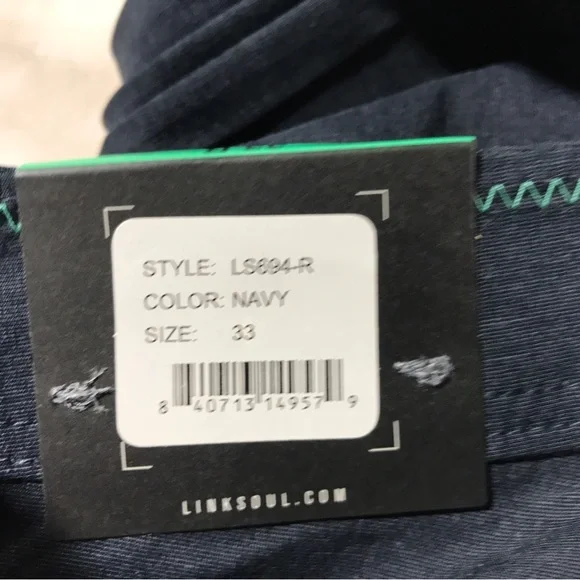 STYLE: LS694-R
COLOR: NAVY
SIZE: 33
8 40713 14957 9
LINKSOUL.COM